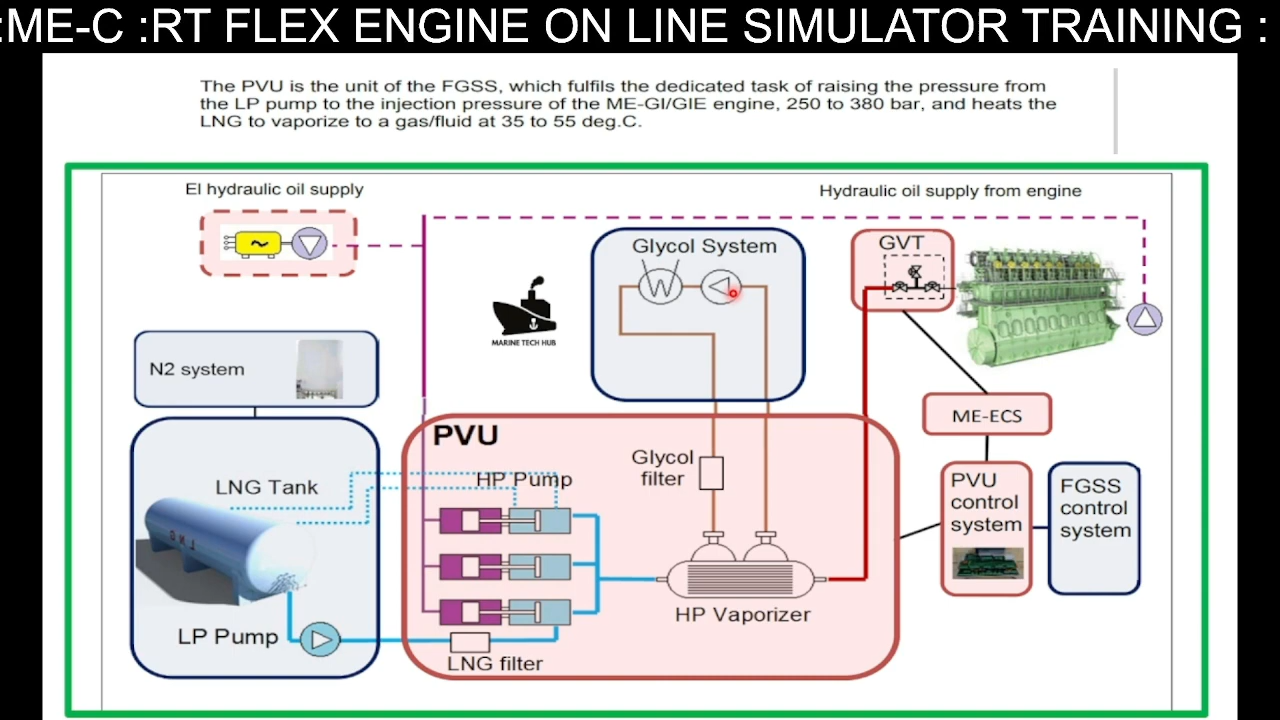 :ME-C :RT FLEX ENGINE ON LINE SIMULATOR TRAINING :
The PVU is the unit of the FGSS, which fulfils the dedicated task of raising the pressure from
the LP pump to the injection pressure of the ME-GI/GIE engine, 250 to 380 bar, and heats the
LNG to vaporize to a gas/fluid at 35 to 55 deg.C.
El hydraulic oil supply
Hydraulic oil supply from engine
Glycol System
W
GVT
MARINE TECH HUB
N2 system
ME-ECS
PVU
Glycol
filter
HP Pump
LNG Tank
PVU
control
system
FGSS
control
system
LNG
HP Vaporizer
LP Pump
LNG filter